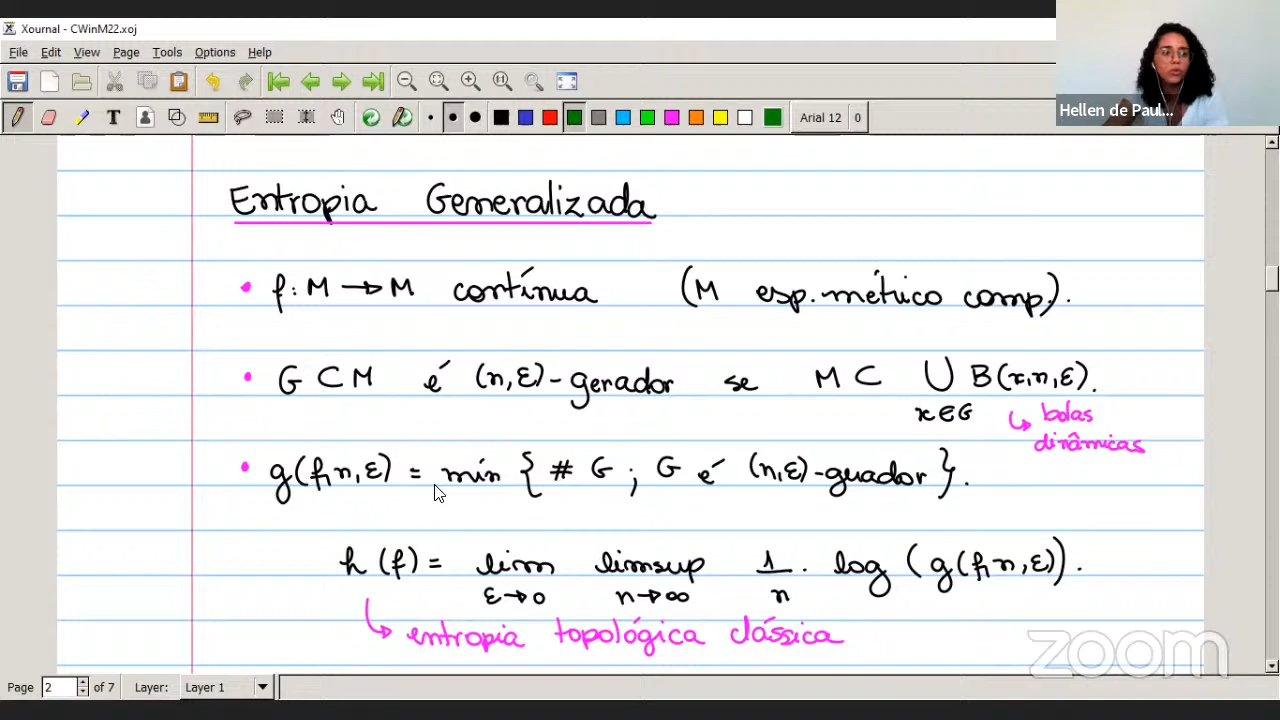 Xournal - CWinM22.xoj
File Edit View Page Tools Options Help
Arial 12 0
Hellen de Paul...
Entropia Generalizada
• f: M → M contínua (M esp. métrico comp.).
• G ⊂ M é (n,ε)-gerador se M ⊂ ⋃ B(x,n,ε).
x∈G
↳ bolas
dinâmicas
• g(f,n,ε) = mín { # G ; G é (n,ε)-gerador }.
h(f) = lim limsup 1/n · log (g(f,n,ε)).
ε→0 n→∞
↳ entropia topológica clássica
zoom
Page 2 of 7 Layer: Layer 1